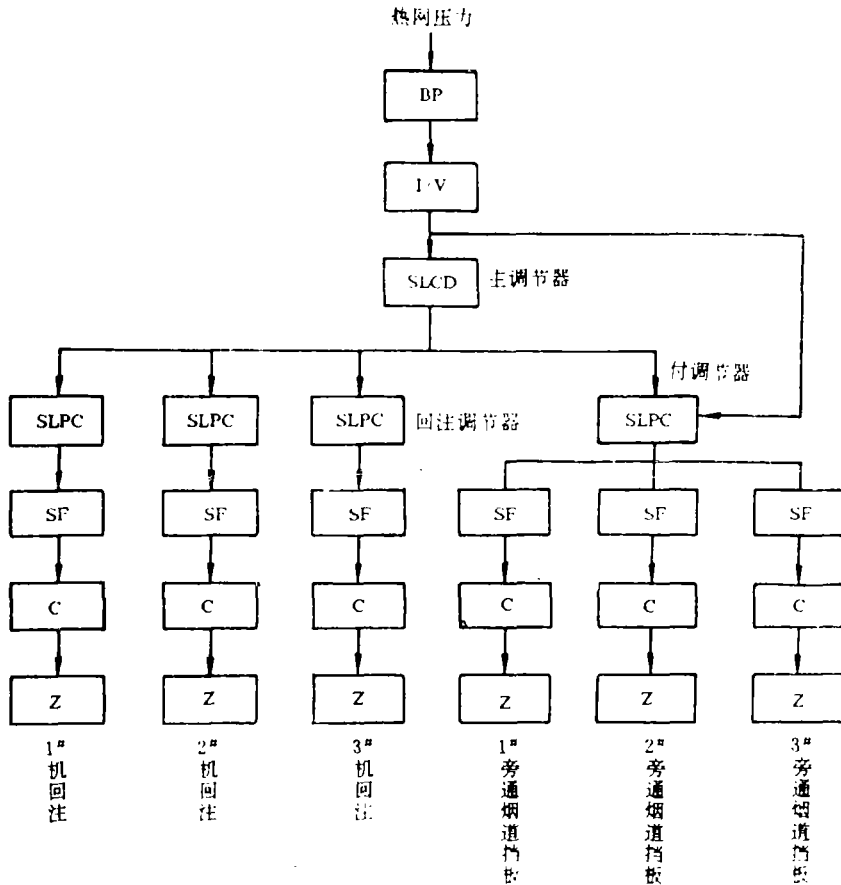 热网压力
BP
I/V
SLCD
主调节器
付调节器
SLPC
SLPC
SLPC
回注调节器
SLPC
SF
SF
SF
SF
SF
SF
C
C
C
C
C
C
Z
Z
Z
Z
Z
Z
1#机回注
2#机回注
3#机回注
1#旁通烟道挡板
2#旁通烟道挡板
3#旁通烟道挡板